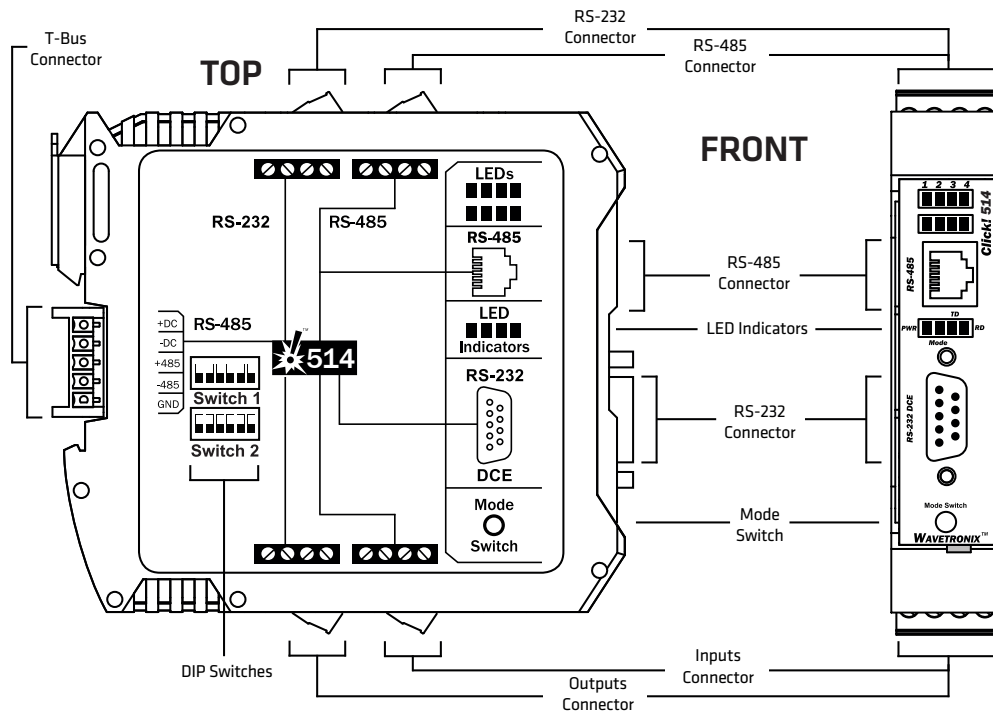 RS-232
Connector
RS-485
Connector
T-Bus
Connector
TOP
FRONT
RS-232
RS-485
LEDs
RS-485
LED
Indicators
RS-232
DCE
Mode
Switch
+DC
-DC
+485
-485
GND
RS-485
™
514
Switch 1
Switch 2
RS-485
Connector
LED Indicators
RS-232
Connector
Mode
Switch
1 2 3 4
Click! 514
RS-485
TD
PWR
RD
Mode
RS-232 DCE
Mode Switch
WAVETRONIX™
DIP Switches
Inputs
Connector
Outputs
Connector